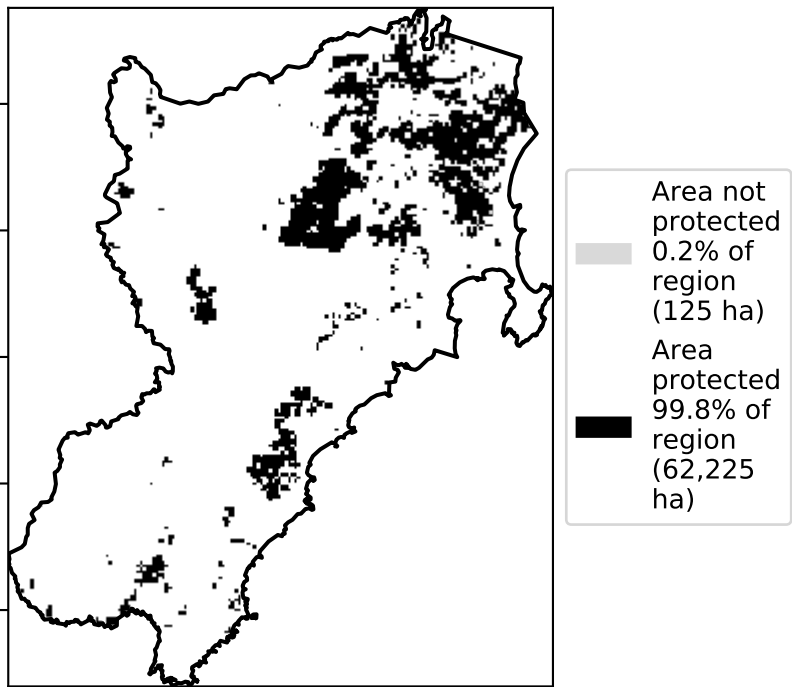 Area not
protected
0.2% of
region
(125 ha)
Area
protected
99.8% of
region
(62,225
ha)